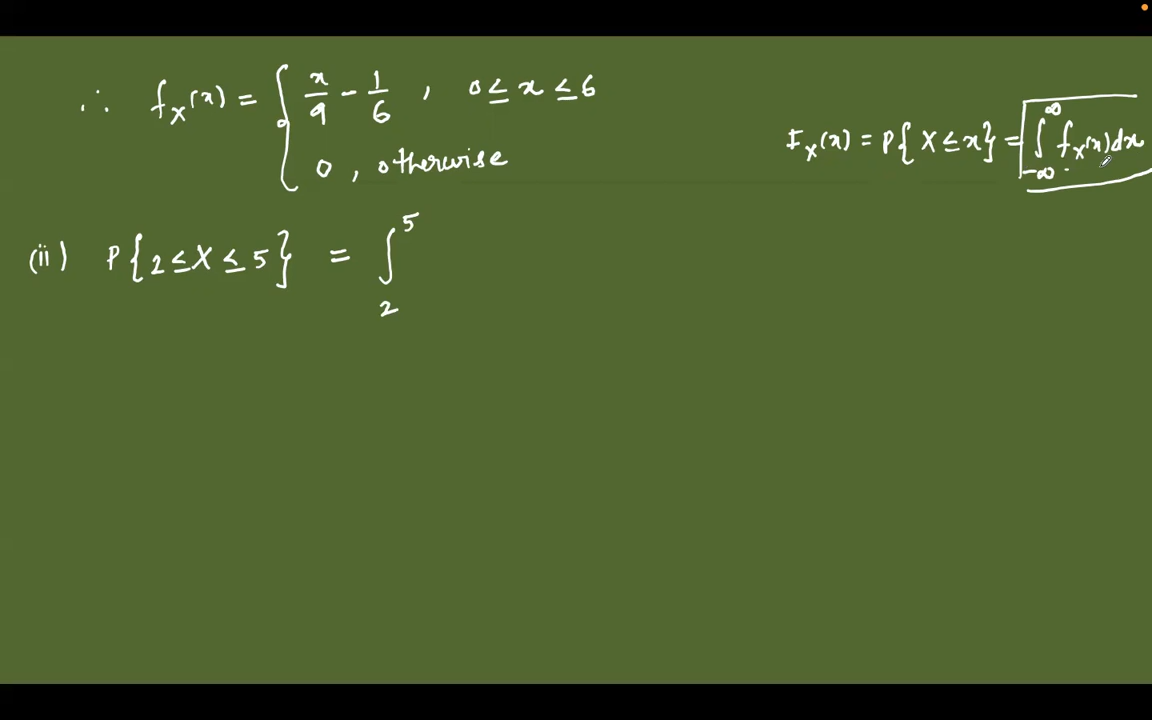 ∴ f_X(x) = { x/9 − 1/6 , 0 ≤ x ≤ 6
0 , otherwise
F_X(x) = P{ X ≤ x } = ∫_{−∞}^{∞} f_X(x) dx
(ii) P{ 2 ≤ X ≤ 5 } = ∫_2^5